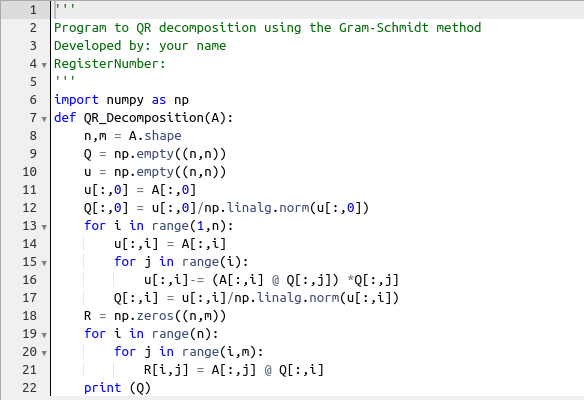 1 '''
2 Program to QR decomposition using the Gram-Schmidt method
3 Developed by: your name
4 RegisterNumber:
5 '''
6 import numpy as np
7 def QR_Decomposition(A):
8     n,m = A.shape
9     Q = np.empty((n,n))
10     u = np.empty((n,n))
11     u[:,0] = A[:,0]
12     Q[:,0] = u[:,0]/np.linalg.norm(u[:,0])
13     for i in range(1,n):
14         u[:,i] = A[:,i]
15         for j in range(i):
16             u[:,i]-= (A[:,i] @ Q[:,j]) *Q[:,j]
17         Q[:,i] = u[:,i]/np.linalg.norm(u[:,i])
18     R = np.zeros((n,m))
19     for i in range(n):
20         for j in range(i,m):
21             R[i,j] = A[:,j] @ Q[:,i]
22     print (Q)